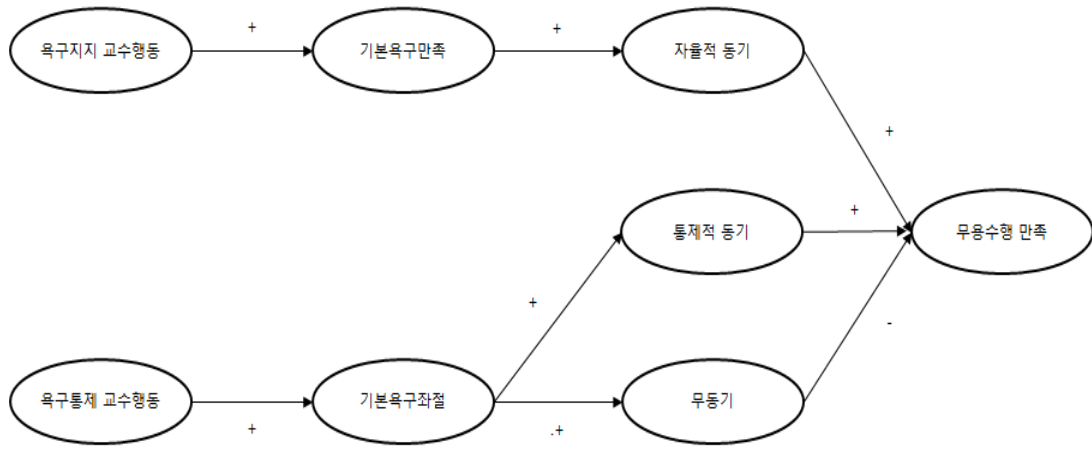 +
+
욕구지지 교수행동
기본욕구만족
자율적 동기
+
+
통제적 동기
무용수행 만족
+
-
욕구통제 교수행동
기본욕구좌절
무동기
+
.+